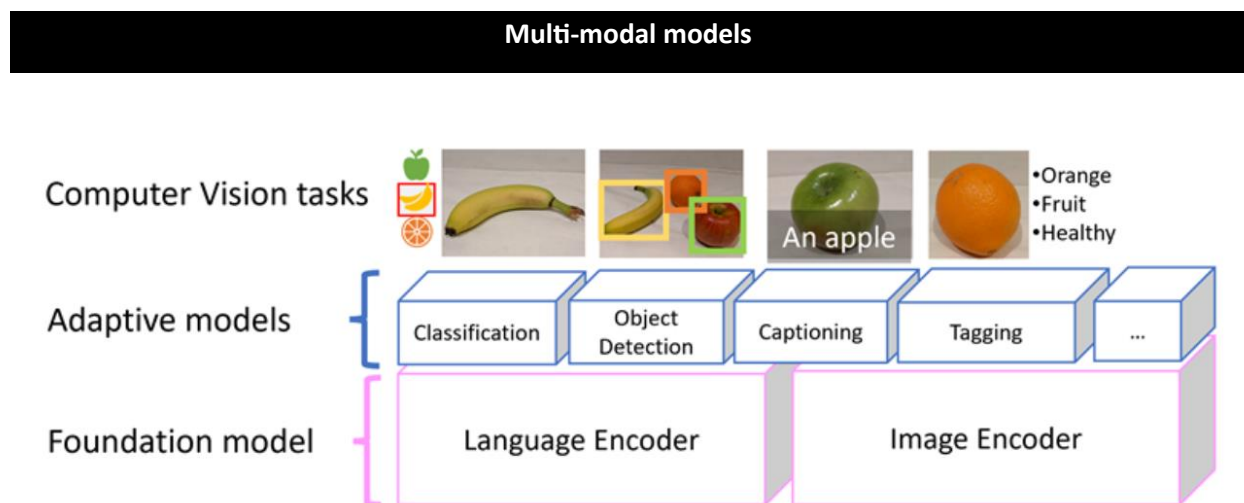 Multi-modal models
Computer Vision tasks
An apple
•Orange
•Fruit
•Healthy
Adaptive models
Classification
Object
Detection
Captioning
Tagging
...
Foundation model
Language Encoder
Image Encoder